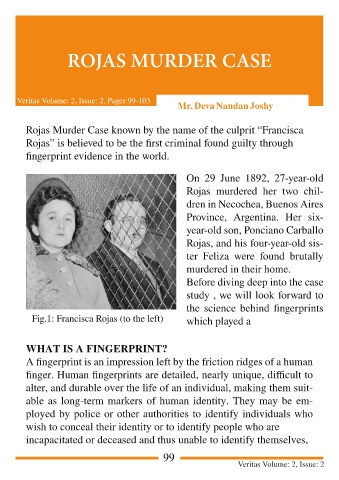 ROJAS MURDER CASE
Veritas Volume: 2, Issue: 2, Pages:99-103
Mr. Deva Nandan Joshy
Rojas Murder Case known by the name of the culprit “Francisca
Rojas” is believed to be the first criminal found guilty through
fingerprint evidence in the world.
On 29 June 1892, 27-year-old
Rojas murdered her two chil-
dren in Necochea, Buenos Aires
Province, Argentina. Her six-
year-old son, Ponciano Carballo
Rojas, and his four-year-old sis-
ter Feliza were found brutally
murdered in their home.
Before diving deep into the case
study , we will look forward to
the science behind fingerprints
which played a
Fig.1: Francisca Rojas (to the left)
WHAT IS A FINGERPRINT?
A fingerprint is an impression left by the friction ridges of a human
finger. Human fingerprints are detailed, nearly unique, difficult to
alter, and durable over the life of an individual, making them suit-
able as long-term markers of human identity. They may be em-
ployed by police or other authorities to identify individuals who
wish to conceal their identity or to identify people who are
incapacitated or deceased and thus unable to identify themselves,
99
Veritas Volume: 2, Issue: 2